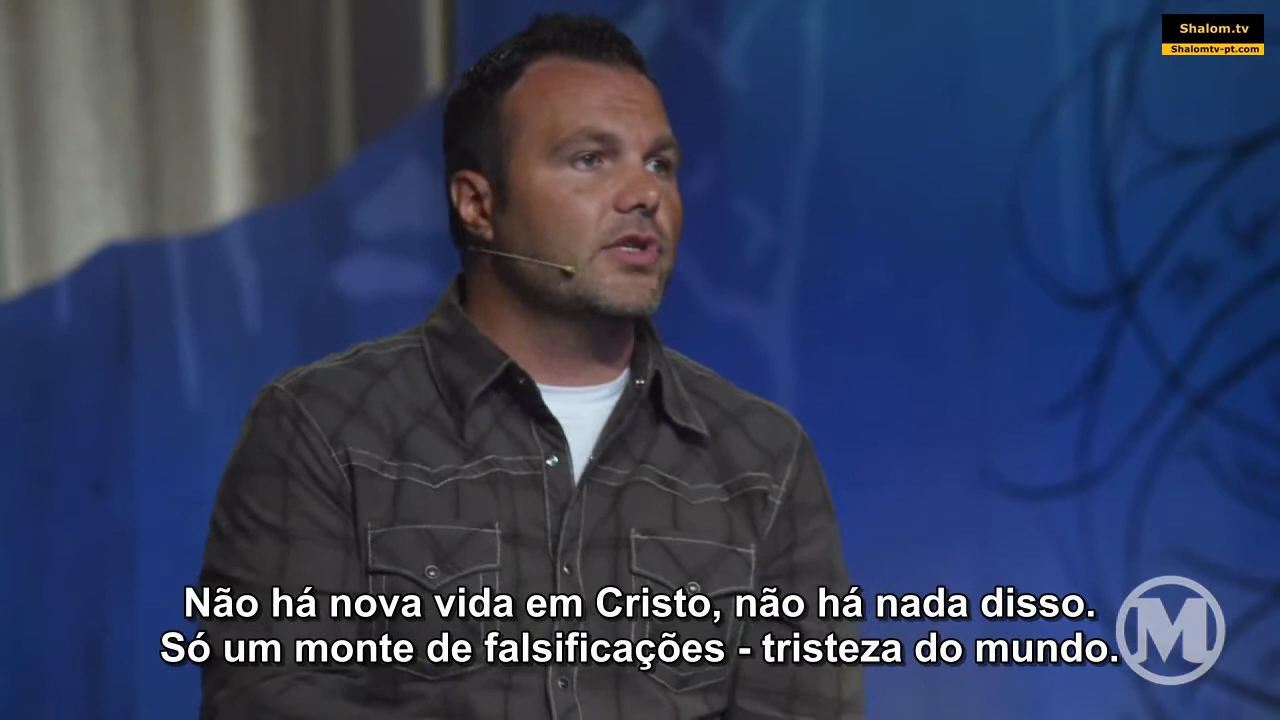 Shalom.tv
Shalomtv-pt.com
Não há nova vida em Cristo, não há nada disso.
Só um monte de falsificações - tristeza do mundo.
M